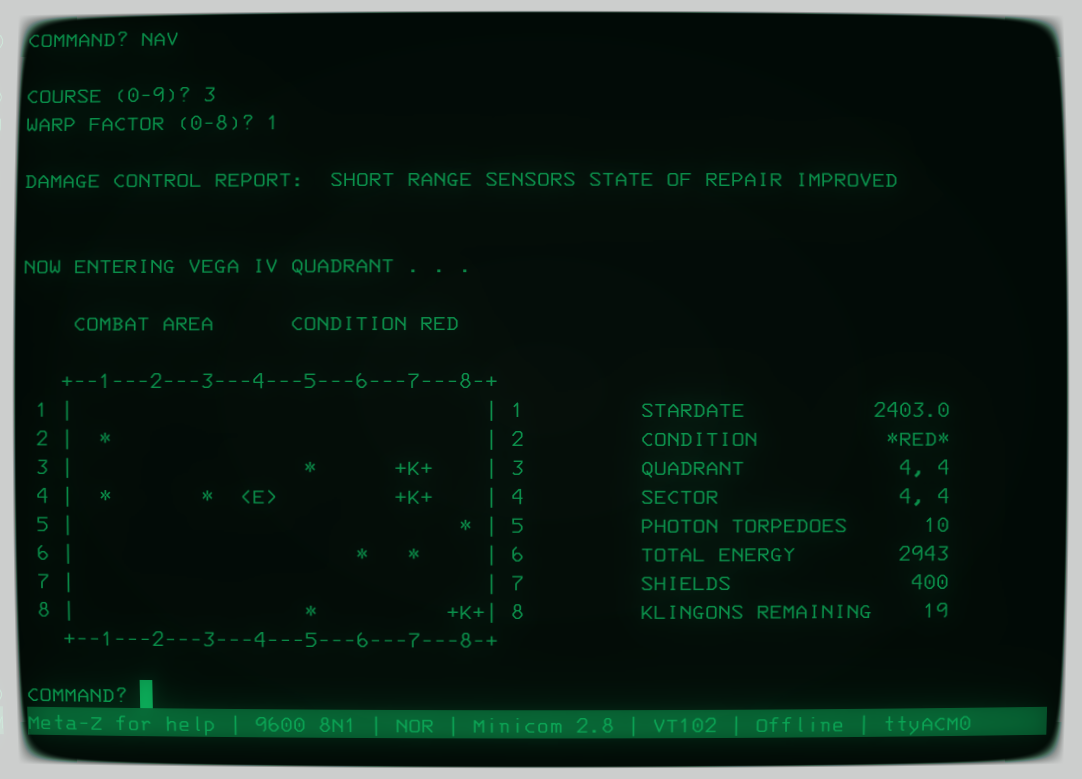 COMMAND? NAV
COURSE (0-9)? 3
WARP FACTOR (0-8)? 1
DAMAGE CONTROL REPORT:  SHORT RANGE SENSORS STATE OF REPAIR IMPROVED
NOW ENTERING VEGA IV QUADRANT . . .
COMBAT AREA      CONDITION RED
+--1---2---3---4---5---6---7---8-+
1 |                                 | 1         STARDATE          2403.0
2 |  *                              | 2         CONDITION          *RED*
3 |                  *      +K+     | 3         QUADRANT            4, 4
4 |  *       *  <E>         +K+     | 4         SECTOR              4, 4
5 |                              *  | 5         PHOTON TORPEDOES      10
6 |                      *   *      | 6         TOTAL ENERGY        2943
7 |                                 | 7         SHIELDS              400
8 |                  *           +K+| 8         KLINGONS REMAINING    19
+--1---2---3---4---5---6---7---8-+
COMMAND?
Meta-Z for help | 9600 8N1 | NOR | Minicom 2.8 | VT102 | Offline | ttyACM0